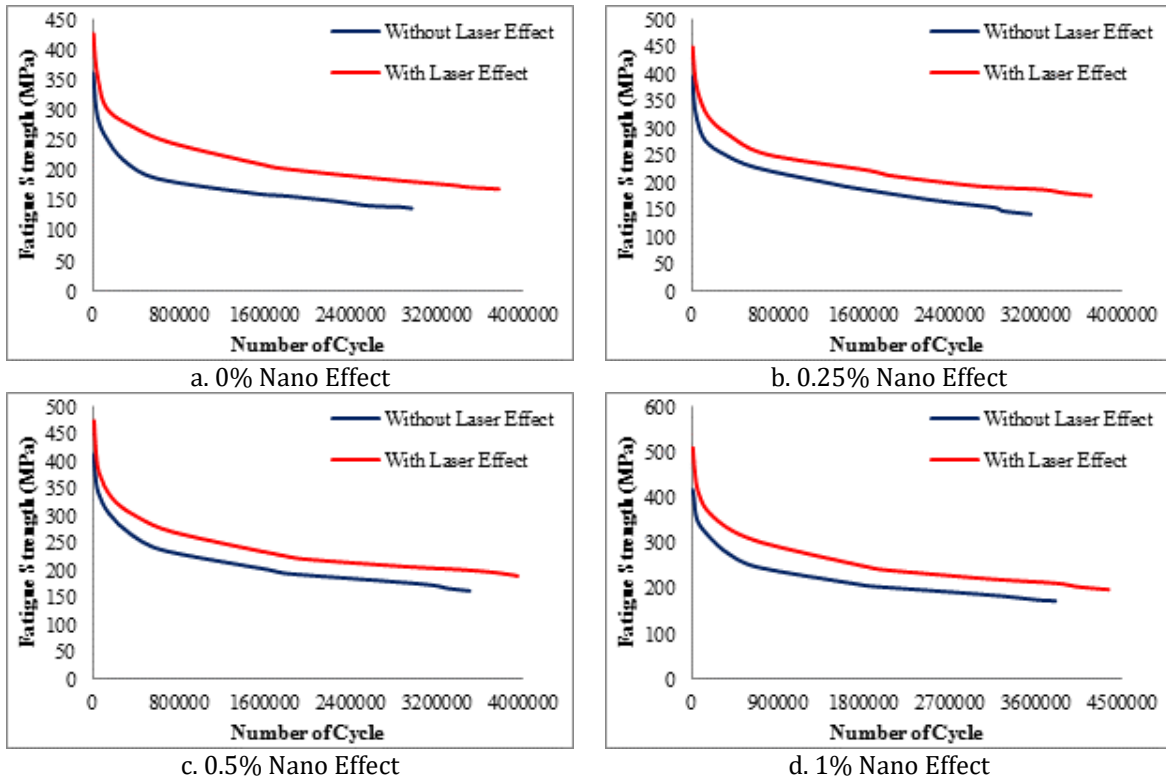 Fatigue Strength (MPa)
450
400
350
300
250
200
150
100
50
0
Without Laser Effect
With Laser Effect
0 800000 1600000 2400000 3200000 4000000
Number of Cycle
a. 0% Nano Effect
Fatigue Strength (MPa)
500
450
400
350
300
250
200
150
100
50
0
Without Laser Effect
With Laser Effect
0 800000 1600000 2400000 3200000 4000000
Number of Cycle
b. 0.25% Nano Effect
Fatigue Strength (MPa)
500
450
400
350
300
250
200
150
100
50
0
Without Laser Effect
With Laser Effect
0 800000 1600000 2400000 3200000 4000000
Number of Cycle
c. 0.5% Nano Effect
Fatigue Strength (MPa)
600
500
400
300
200
100
0
Without Laser Effect
With Laser Effect
0 900000 1800000 2700000 3600000 4500000
Number of Cycle
d. 1% Nano Effect